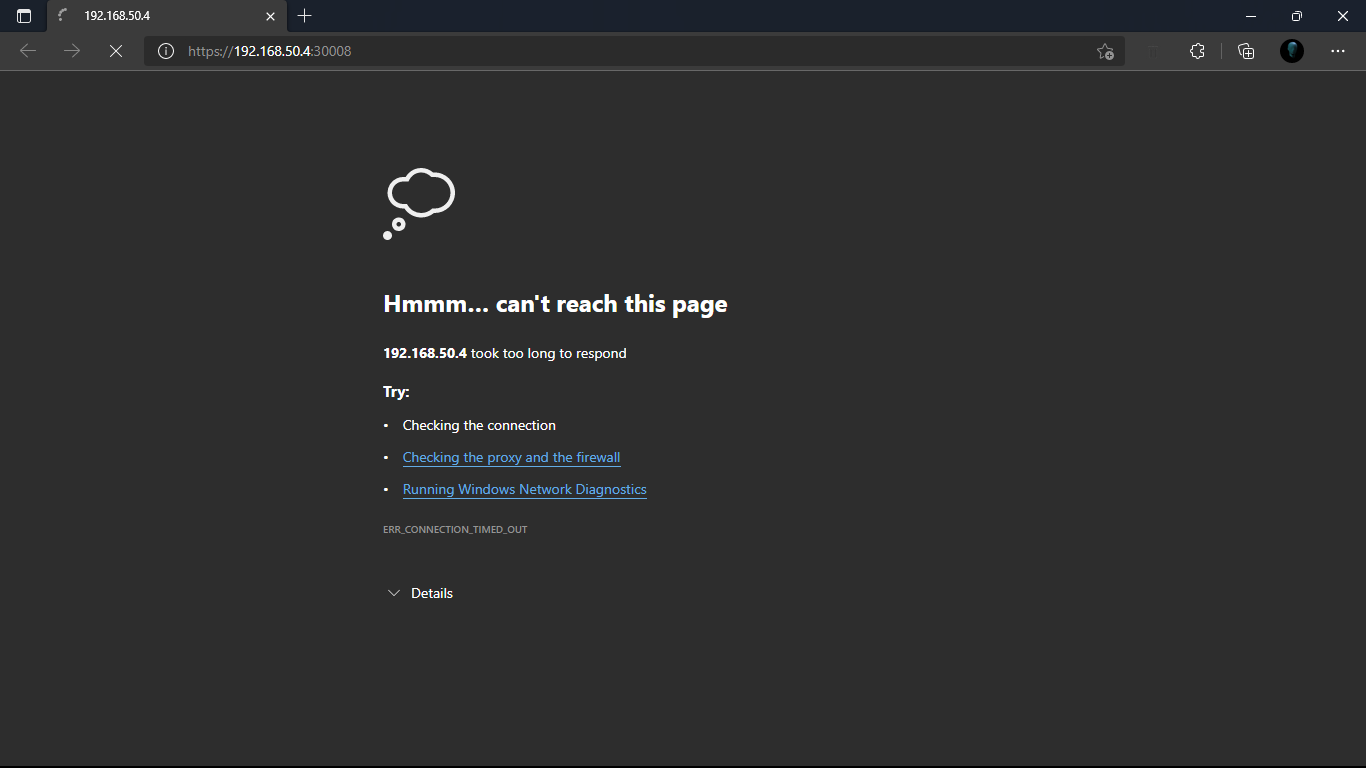 192.168.50.4
https://192.168.50.4:30008
Hmmm... can't reach this page
192.168.50.4 took too long to respond
Try:
• Checking the connection
• Checking the proxy and the firewall
• Running Windows Network Diagnostics
ERR_CONNECTION_TIMED_OUT
Details